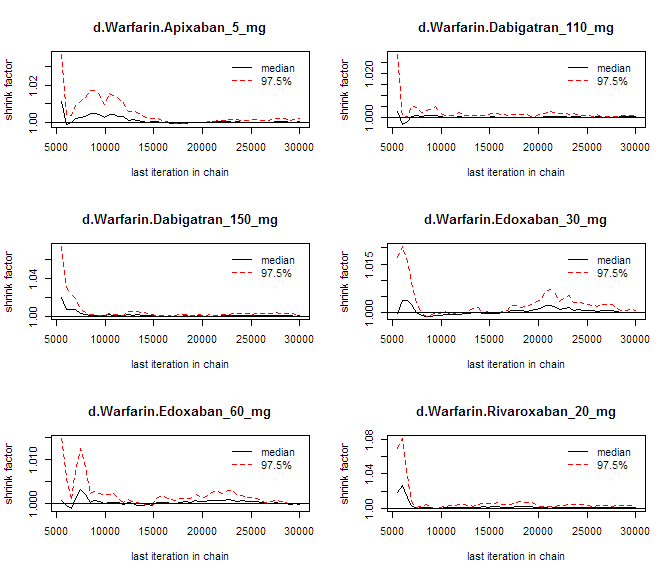 d.Warfarin.Apixaban_5_mg
shrink factor
1.00 1.02
median
97.5%
5000 10000 15000 20000 25000 30000
last iteration in chain
d.Warfarin.Dabigatran_110_mg
shrink factor
1.000 1.020
median
97.5%
5000 10000 15000 20000 25000 30000
last iteration in chain
d.Warfarin.Dabigatran_150_mg
shrink factor
1.00 1.04
median
97.5%
5000 10000 15000 20000 25000 30000
last iteration in chain
d.Warfarin.Edoxaban_30_mg
shrink factor
1.000 1.015
median
97.5%
5000 10000 15000 20000 25000 30000
last iteration in chain
d.Warfarin.Edoxaban_60_mg
shrink factor
1.000 1.010
median
97.5%
5000 10000 15000 20000 25000 30000
last iteration in chain
d.Warfarin.Rivaroxaban_20_mg
shrink factor
1.00 1.04 1.08
median
97.5%
5000 10000 15000 20000 25000 30000
last iteration in chain